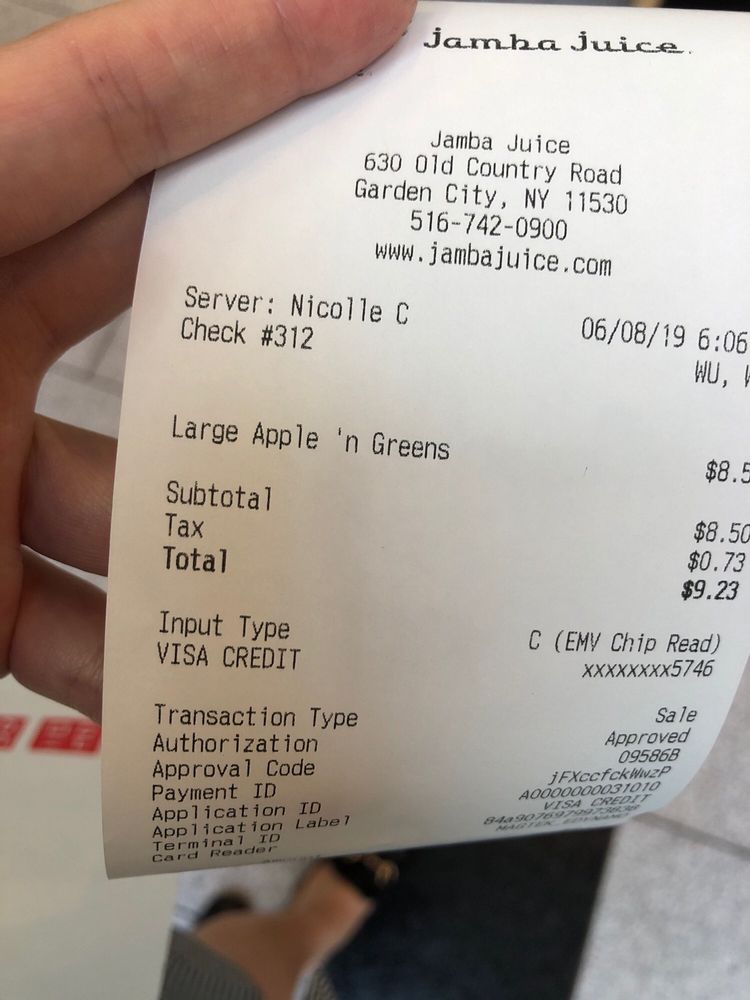 jamba juice.
Jamba Juice
630 Old Country Road
Garden City, NY 11530
516-742-0900
www.jambajuice.com
Server: Nicolle C
06/08/19 6:06
Check #312
WU,
Large Apple 'n Greens
$8.5
Subtotal
$8.50
Tax
$0.73
Total
$9.23
Input Type
C (EMV Chip Read)
VISA CREDIT
xxxxxxxx5746
Transaction Type
Sale
Authorization
Approved
Approval Code
09586B
Payment ID
jFXccfckWwzP
Application ID
A0000000031010
Application Label
VISA CREDIT
Terminal ID
Card Reader